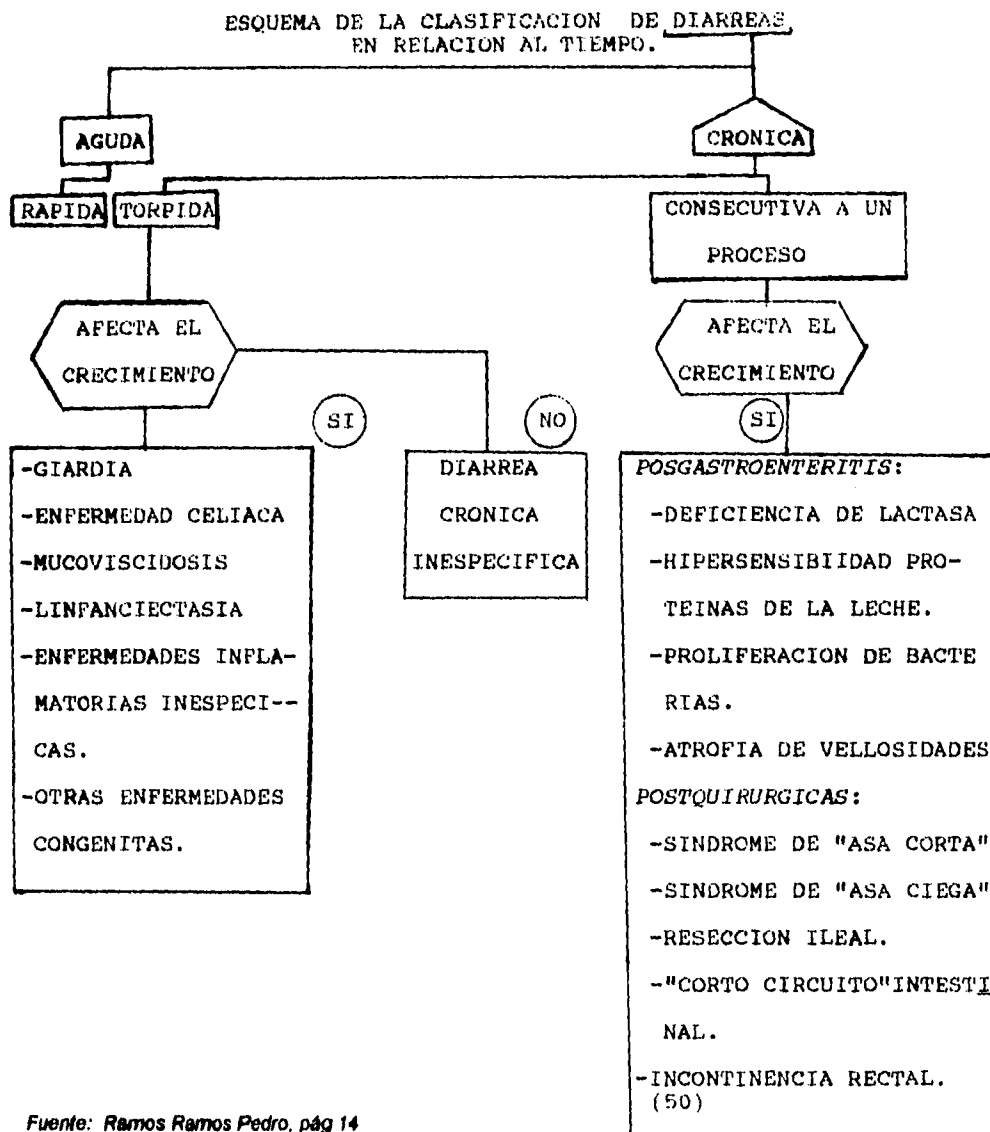 ESQUEMA DE LA CLASIFICACION DE DIARREAS
EN RELACION AL TIEMPO.
AGUDA
CRONICA
RAPIDA
TORPIDA
CONSECUTIVA A UN
PROCESO
AFECTA EL
CRECIMIENTO
AFECTA EL
CRECIMIENTO
SI
NO
SI
-GIARDIA
-ENFERMEDAD CELIACA
-MUCOVISCIDOSIS
-LINFANCIECTASIA
-ENFERMEDADES INFLA-
MATORIAS INESPECI--
CAS.
-OTRAS ENFERMEDADES
CONGENITAS.
DIARREA
CRONICA
INESPECIFICA
POSGASTROENTERITIS:
-DEFICIENCIA DE LACTASA
-HIPERSENSIBIIDAD PRO-
TEINAS DE LA LECHE.
-PROLIFERACION DE BACTE
RIAS.
-ATROFIA DE VELLOSIDADES
POSTQUIRURGICAS:
-SINDROME DE "ASA CORTA"
-SINDROME DE "ASA CIEGA"
-RESECCION ILEAL.
-"CORTO CIRCUITO"INTESTI
NAL.
-INCONTINENCIA RECTAL.
(50)
Fuente: Ramos Ramos Pedro, pág 14